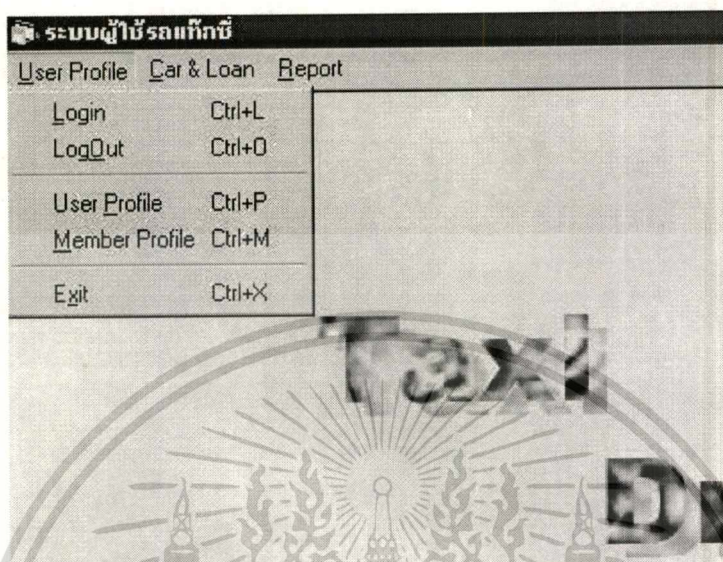 ระบบผู้ใช้รถแท๊กซี่
User Profile Car & Loan Report
Login Ctrl+L
LogOut Ctrl+O
User Profile Ctrl+P
Member Profile Ctrl+M
Exit Ctrl+X
Taxi
D